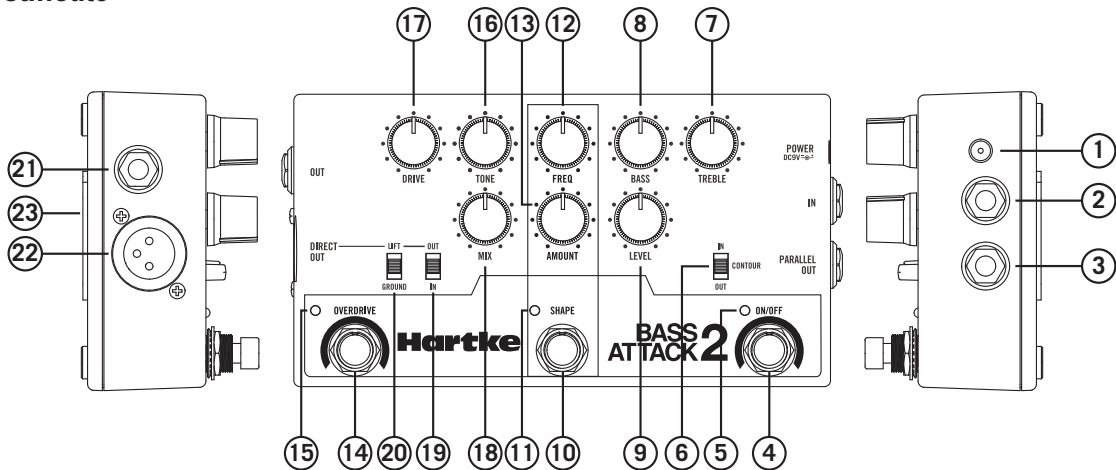 17 16 13 12 8 7
21
23
22
1
2
3
OUT
DRIVE TONE FREQ BASS TREBLE
POWER
DC9V
IN
DIRECT OUT
LIFT OUT
GROUND IN
MIX AMOUNT LEVEL
IN
CONTOUR
OUT
PARALLEL
OUT
OVERDRIVE SHAPE ON/OFF
Hartke
BASS
ATTACK 2
15 14 20 19 18 11 10 9 6 5 4